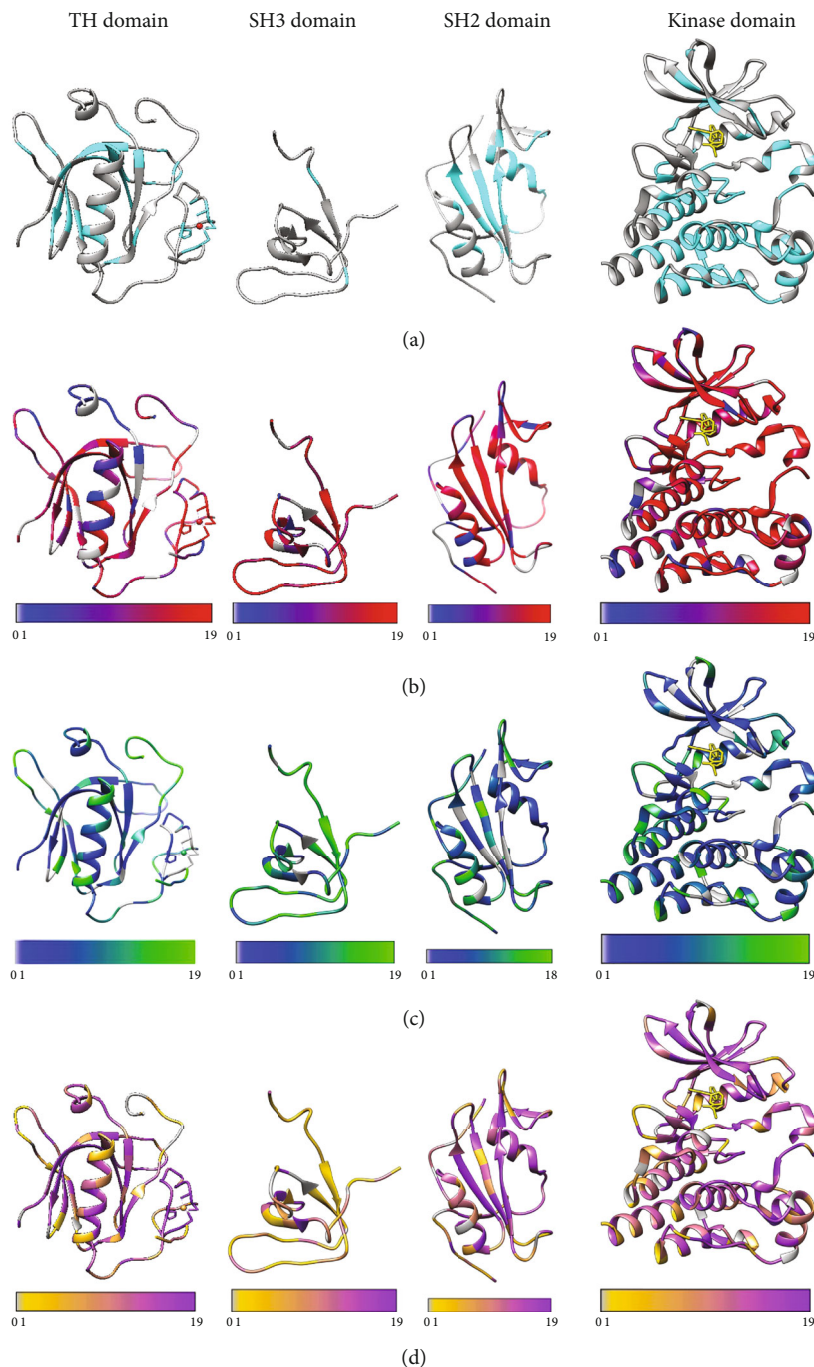 TH domain SH3 domain SH2 domain Kinase domain
(a)
0 1 19 0 1 19 0 1 19 0 1 19
(b)
0 1 19 0 1 19 0 1 18 0 1 19
(c)
0 1 19 0 1 19 0 1 19 0 1 19
(d)